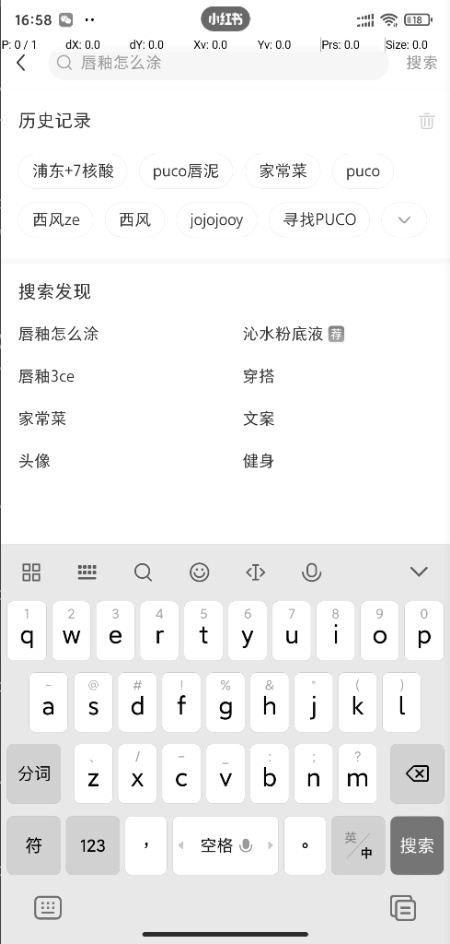 16:58 小红书 18
P: 0 / 1 dX: 0.0 dY: 0.0 Xv: 0.0 Yv: 0.0 Prs: 0.0 Size: 0.0
唇釉怎么涂 搜索
历史记录
浦东+7核酸 puco唇泥 家常菜 puco
西风ze 西风 jojojooy 寻找PUCO
搜索发现
唇釉怎么涂 沁水粉底液 荐
唇釉3ce 穿搭
家常菜 文案
头像 健身
1 2 3 4 5 6 7 8 9 0
q w e r t y u i o p
~ @ # ! % & * ( )
a s d f g h j k l
、 / - _ : ; ?
分词 z x c v b n m
符 123 ， 空格 。 英/中 搜索